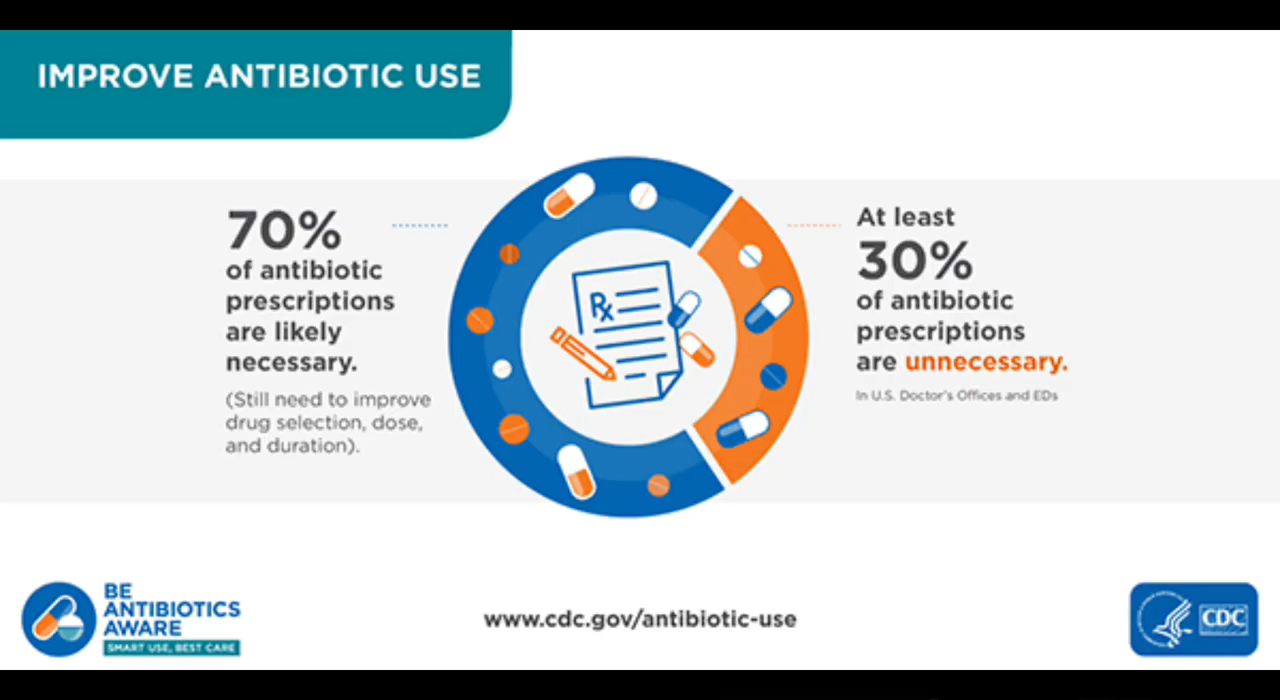 IMPROVE ANTIBIOTIC USE
70%
of antibiotic
prescriptions
are likely
necessary.
(Still need to improve
drug selection, dose,
and duration).
Rx
At least
30%
of antibiotic
prescriptions
are unnecessary.
In U.S. Doctor's Offices and EDs
BE
ANTIBIOTICS
AWARE
SMART USE, BEST CARE
www.cdc.gov/antibiotic-use
CDC